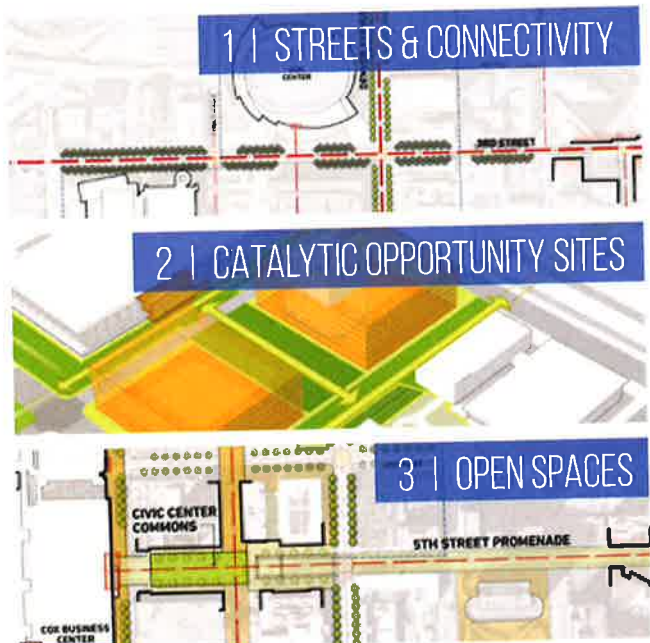 1 | STREETS & CONNECTIVITY
CENTER
3RD STREET
2 | CATALYTIC OPPORTUNITY SITES
3 | OPEN SPACES
CIVIC CENTER
COMMONS
5TH STREET PROMENADE
COX BUSINESS
CENTER